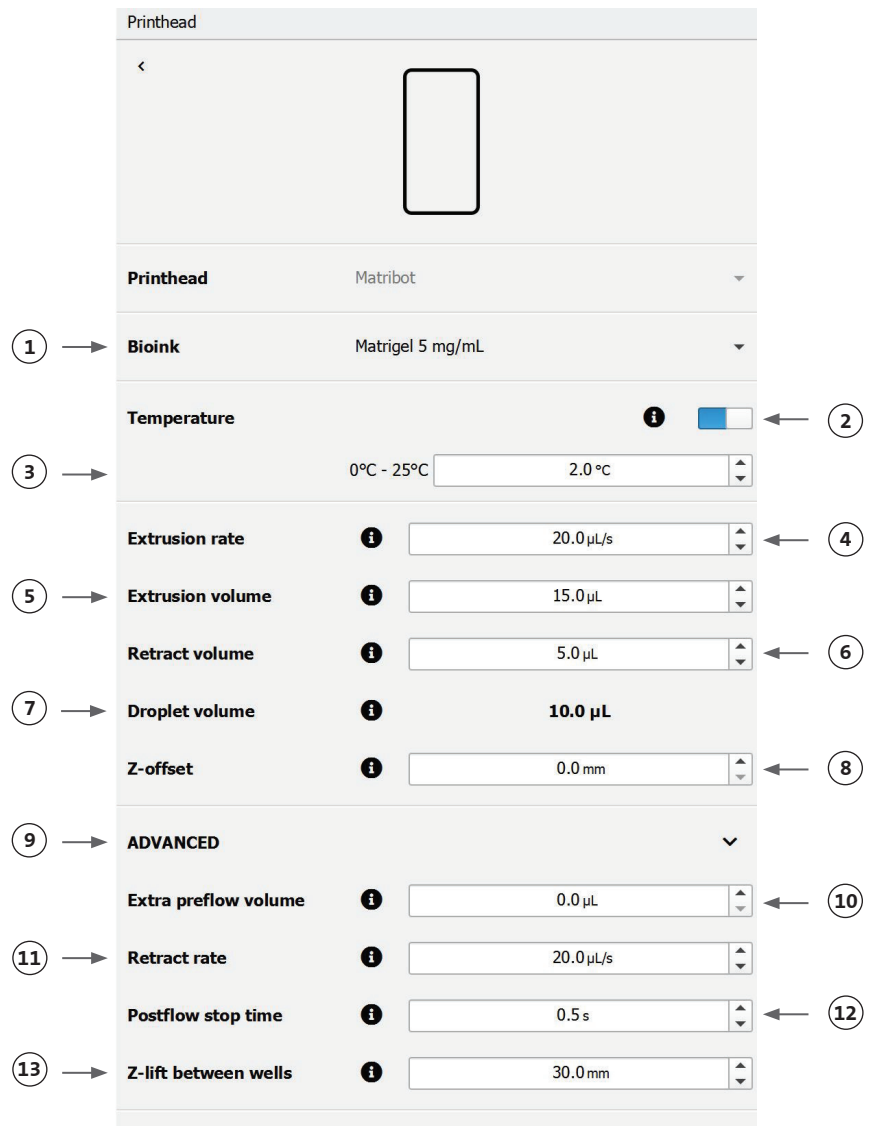 Printhead
<
Printhead Matribot
1 Bioink Matrigel 5 mg/mL
Temperature i 2
3 0°C - 25°C 2.0 °C
Extrusion rate i 20.0 µL/s 4
5 Extrusion volume i 15.0 µL
Retract volume i 5.0 µL 6
7 Droplet volume i 10.0 µL
Z-offset i 0.0 mm 8
9 ADVANCED
Extra preflow volume i 0.0 µL 10
11 Retract rate i 20.0 µL/s
Postflow stop time i 0.5 s 12
13 Z-lift between wells i 30.0 mm